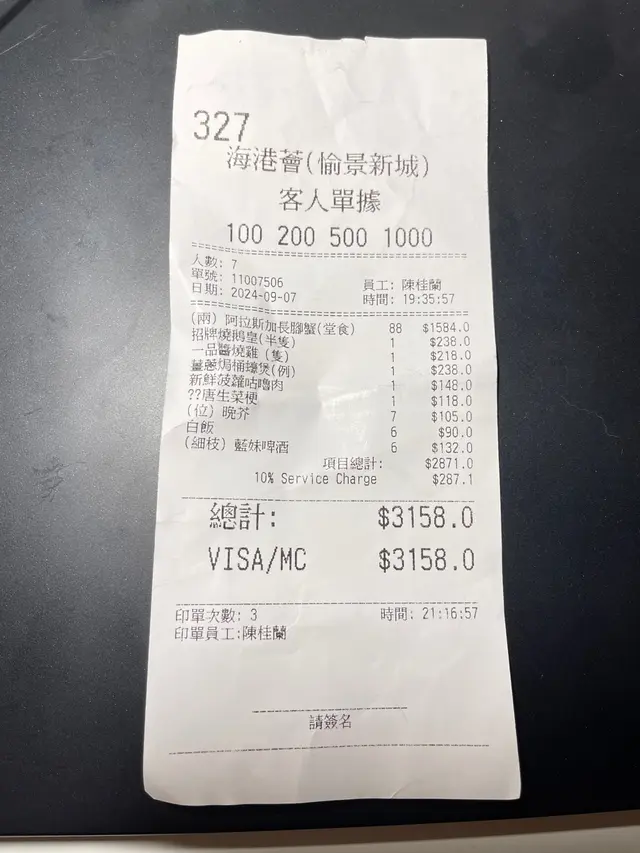 327
海港薈(愉景新城)
客人單據
100 200 500 1000
人數: 7
單號: 11007506 員工: 陳桂蘭
日期: 2024-09-07 時間: 19:35:57
(兩) 阿拉斯加長腳蟹(堂食) 88 $1584.0
招牌燒鵝皇(半隻) 1 $238.0
一品醬燒雞 (隻) 1 $218.0
薑蔥焗桶蠔煲(例) 1 $238.0
新鮮菠蘿咕嚕肉 1 $148.0
??唐生菜梗 1 $118.0
(位) 晚芥 7 $105.0
白飯 6 $90.0
(細枝) 藍妹啤酒 6 $132.0
項目總計: $2871.0
10% Service Charge $287.1
總計: $3158.0
VISA/MC $3158.0
印單次數: 3 時間: 21:16:57
印單員工:陳桂蘭
請簽名